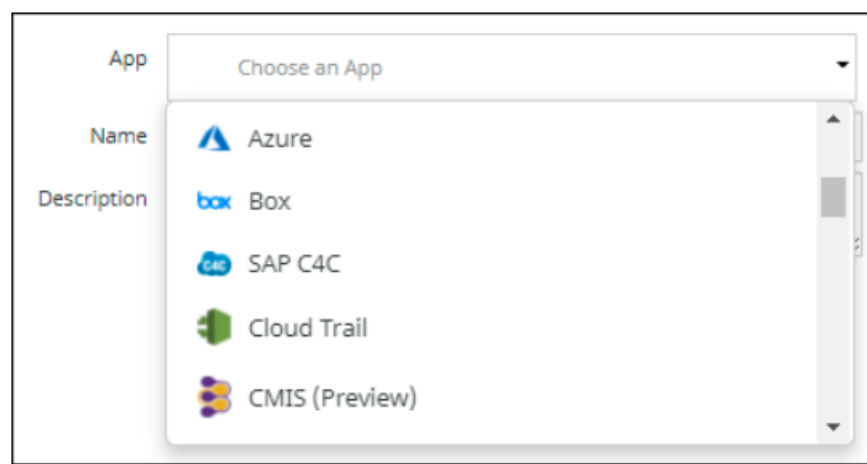 App
Choose an App
Name
Azure
Description
box Box
C4C SAP C4C
Cloud Trail
CMIS (Preview)